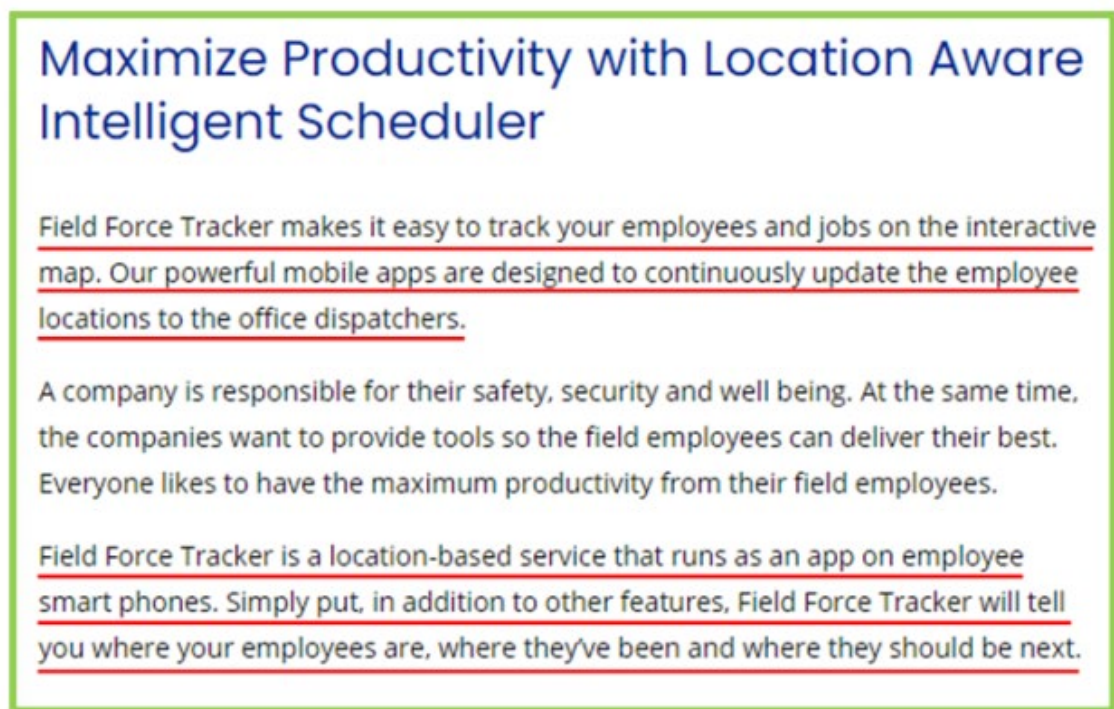 Maximize Productivity with Location Aware
Intelligent Scheduler
Field Force Tracker makes it easy to track your employees and jobs on the interactive
map. Our powerful mobile apps are designed to continuously update the employee
locations to the office dispatchers.
A company is responsible for their safety, security and well being. At the same time,
the companies want to provide tools so the field employees can deliver their best.
Everyone likes to have the maximum productivity from their field employees.
Field Force Tracker is a location-based service that runs as an app on employee
smart phones. Simply put, in addition to other features, Field Force Tracker will tell
you where your employees are, where they've been and where they should be next.